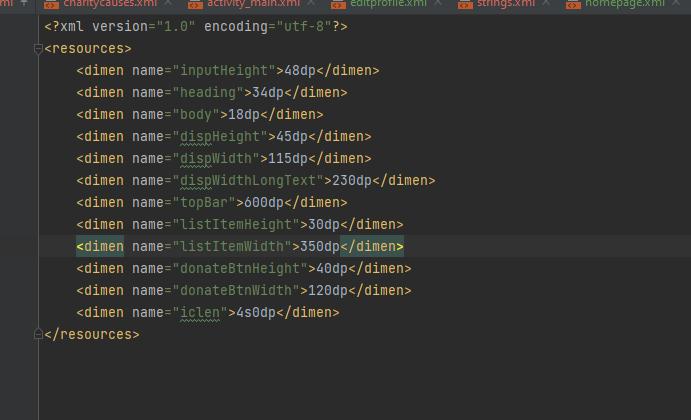 ml charitycauses.xml activity_main.xml editprofile.xml strings.xml homepage.xml
<?xml version="1.0" encoding="utf-8"?>
<resources>
<dimen name="inputHeight">48dp</dimen>
<dimen name="heading">34dp</dimen>
<dimen name="body">18dp</dimen>
<dimen name="dispHeight">45dp</dimen>
<dimen name="dispWidth">115dp</dimen>
<dimen name="dispWidthLongText">230dp</dimen>
<dimen name="topBar">600dp</dimen>
<dimen name="listItemHeight">30dp</dimen>
<dimen name="listItemWidth">350dp</dimen>
<dimen name="donateBtnHeight">40dp</dimen>
<dimen name="donateBtnWidth">120dp</dimen>
<dimen name="iclen">4s0dp</dimen>
</resources>